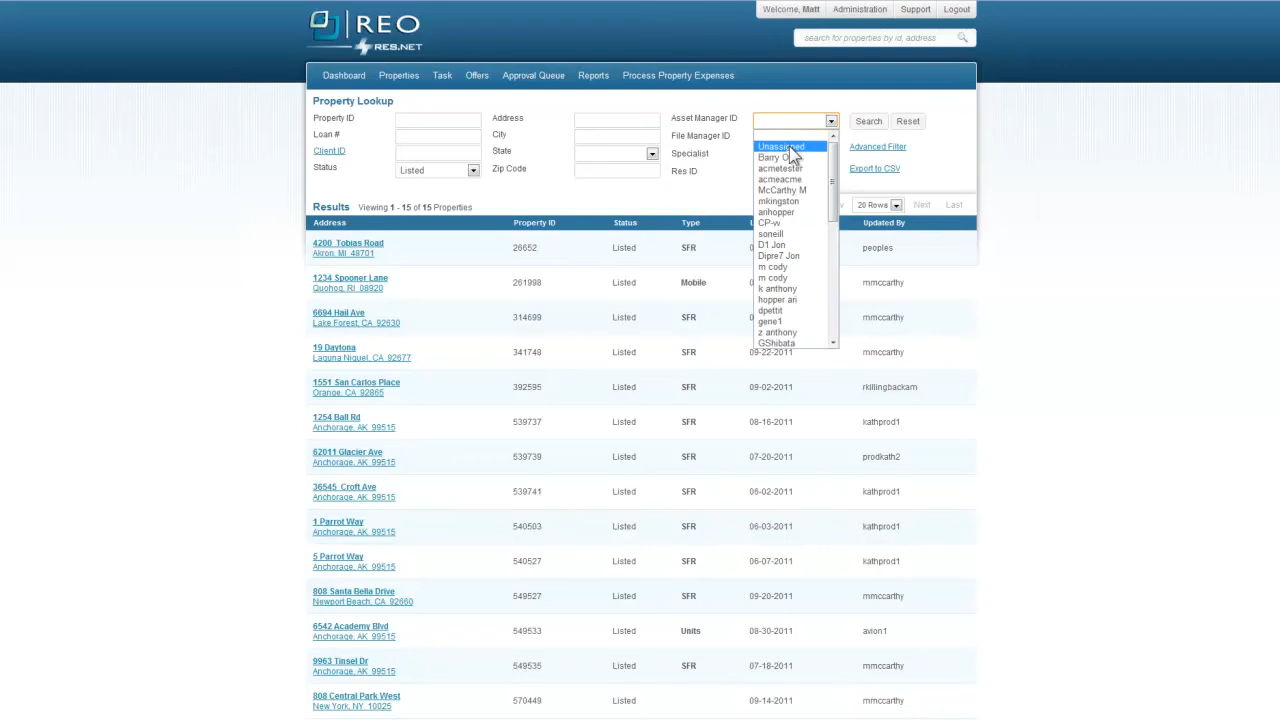 Welcome, Matt Administration Support Logout
REO
RES.NET
search for properties by id, address
Dashboard Properties Task Offers Approval Queue Reports Process Property Expenses
Property Lookup
Property ID Address Asset Manager ID Search Reset
Loan # City File Manager ID
Client ID State Specialist Advanced Filter
Status Listed Zip Code Res ID Export to CSV
Unassigned
acmetester
acmeacme
McCarthy M
mkingston
arihopper
CP-w
soneill
D1 Jon
Dipre7 Jon
m cody
m cody
k anthony
hopper ari
dpettit
gene1
z anthony
GShibata
Results Viewing 1 - 15 of 15 Properties 20 Rows Next Last
Address Property ID Status Type Updated By
4200 Tobias Road
Akron, MI 48701
26652 Listed SFR peoples
1234 Spooner Lane
Quohog, RI 08920
261998 Listed Mobile mmccarthy
6694 Hail Ave
Lake Forest, CA 92630
314699 Listed SFR mmccarthy
19 Daytona
Laguna Niguel, CA 92677
341748 Listed SFR 09-22-2011 mmccarthy
1551 San Carlos Place
Orange, CA 92865
392595 Listed SFR 09-02-2011 rkillingbackam
1254 Ball Rd
Anchorage, AK 99515
539737 Listed SFR 08-16-2011 kathprod1
62011 Glacier Ave
Anchorage, AK 99515
539739 Listed SFR 07-20-2011 prodkath2
36545 Croft Ave
Anchorage, AK 99515
539741 Listed SFR 06-02-2011 kathprod1
1 Parrot Way
Anchorage, AK 99515
540503 Listed SFR 06-03-2011 kathprod1
5 Parrot Way
Anchorage, AK 99515
540527 Listed SFR 06-07-2011 kathprod1
808 Santa Bella Drive
Newport Beach, CA 92660
549527 Listed SFR 09-20-2011 mmccarthy
6542 Academy Blvd
Anchorage, AK 99515
549533 Listed Units 08-30-2011 avion1
9963 Tinsel Dr
Anchorage, AK 99515
549535 Listed SFR 07-18-2011 mmccarthy
808 Central Park West
New York, NY 10025
570449 Listed 09-14-2011 mmccarthy